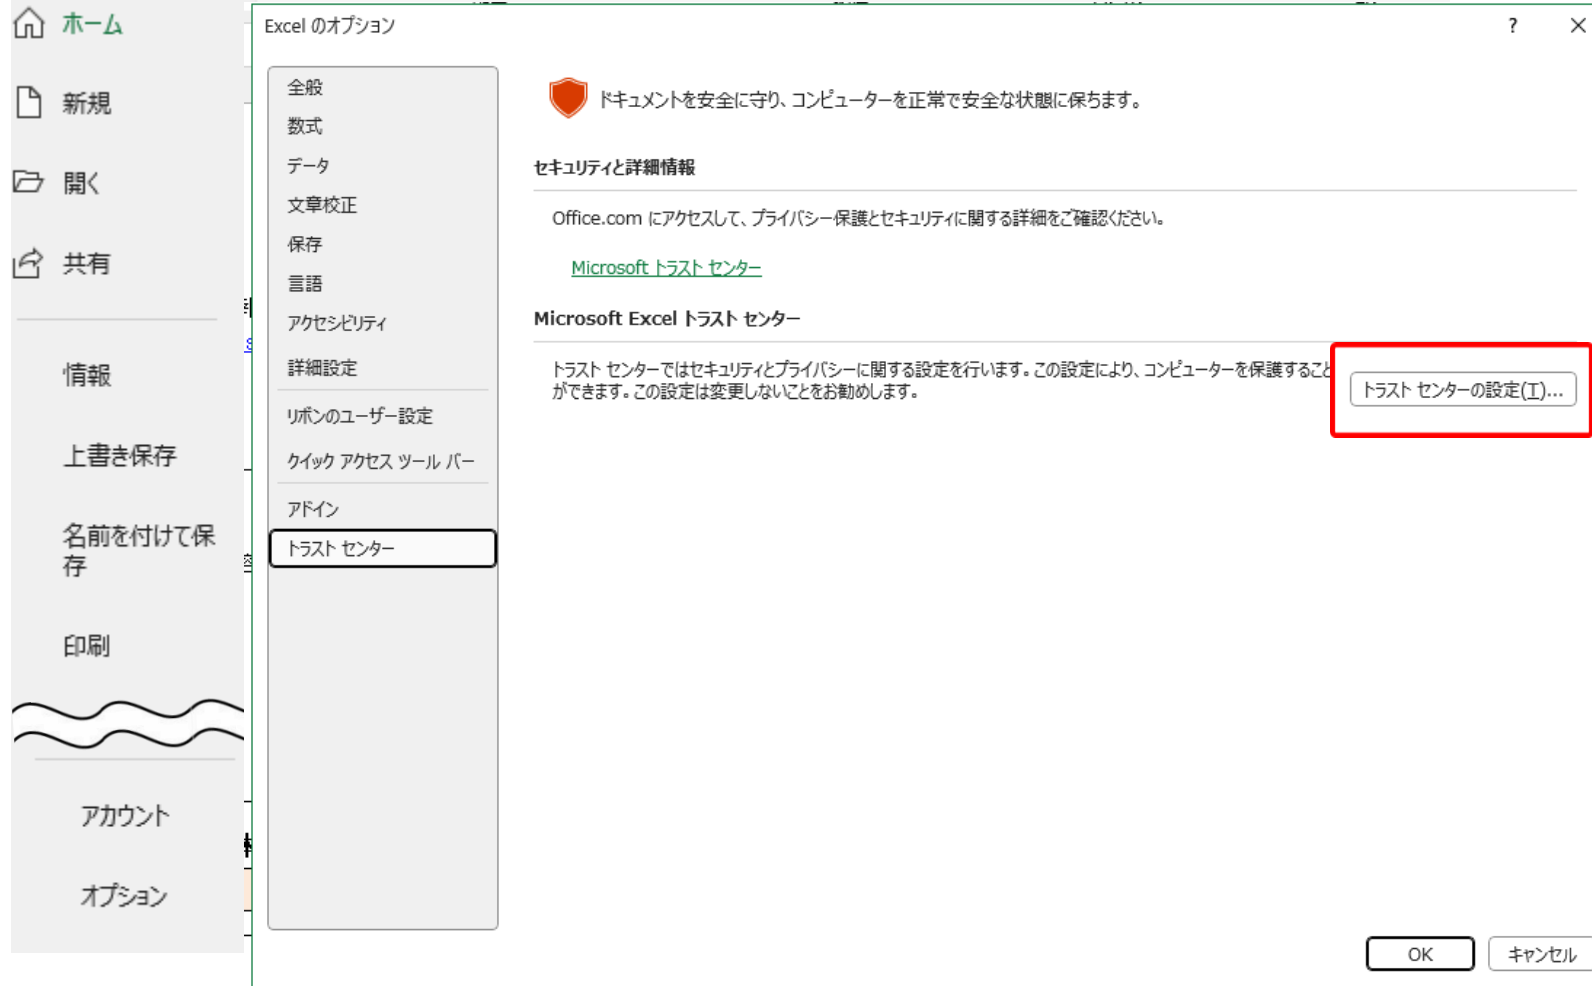 ホーム
新規
開く
共有
情報
上書き保存
名前を付けて保
存
印刷
アカウント
オプション
Excel のオプション
?
全般
数式
データ
文章校正
保存
言語
アクセシビリティ
詳細設定
リボンのユーザー設定
クイック アクセス ツール バー
アドイン
トラスト センター
ドキュメントを安全に守り、コンピューターを正常で安全な状態に保ちます。
セキュリティと詳細情報
Office.com にアクセスして、プライバシー保護とセキュリティに関する詳細をご確認ください。
Microsoft トラスト センター
Microsoft Excel トラスト センター
トラスト センターではセキュリティとプライバシーに関する設定を行います。この設定により、コンピューターを保護すること
ができます。この設定は変更しないことをお勧めします。
トラスト センターの設定(T)...
OK
キャンセル